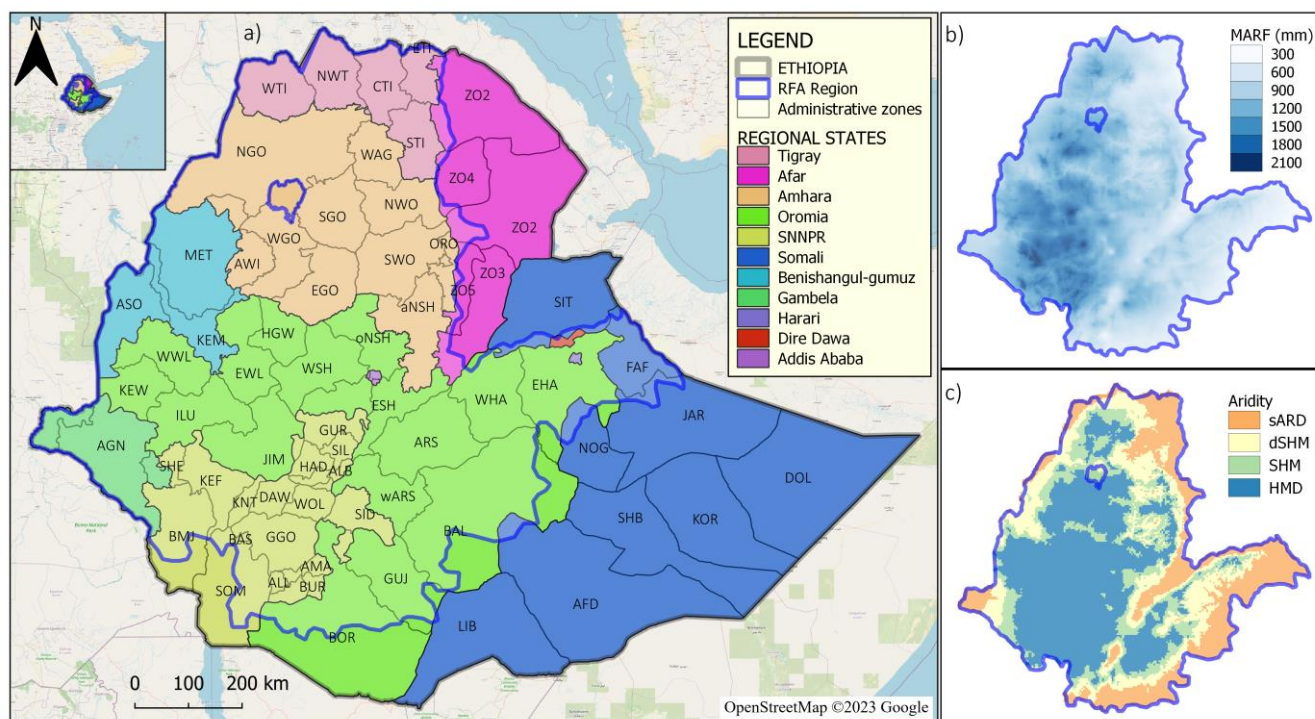 a)
N
ETI
NWT
WTI
CTI
ZO2
STI
NGO
WAG
ZO4
SGO
NWO
ZO2
WGO
ORO
MET
AWI
SWO
ZO3
EGO
aNSH
ZO5
SIT
ASO
KEM
HGW
oNSH
WWL
EWL
WSH
FAF
KEW
ESH
WHA
EHA
ILU
JAR
GUR
ARS
AGN
SIL
NOG
SHE
JIM
HAD
ALB
KEF
DOL
KNT
DAW
WOL
wARS
SID
SHB
KOR
BMJ
BAS
GGO
BAL
AMA
GUJ
SOM
ALL
BUR
AFD
LIB
BOR
0 100 200 km
OpenStreetMap ©2023 Google
LEGEND
ETHIOPIA
RFA Region
Administrative zones
REGIONAL STATES
Tigray
Afar
Amhara
Oromia
SNNPR
Somali
Benishangul-gumuz
Gambela
Harari
Dire Dawa
Addis Ababa
b)
MARF (mm)
300
600
900
1200
1500
1800
2100
c)
Aridity
sARD
dSHM
SHM
HMD